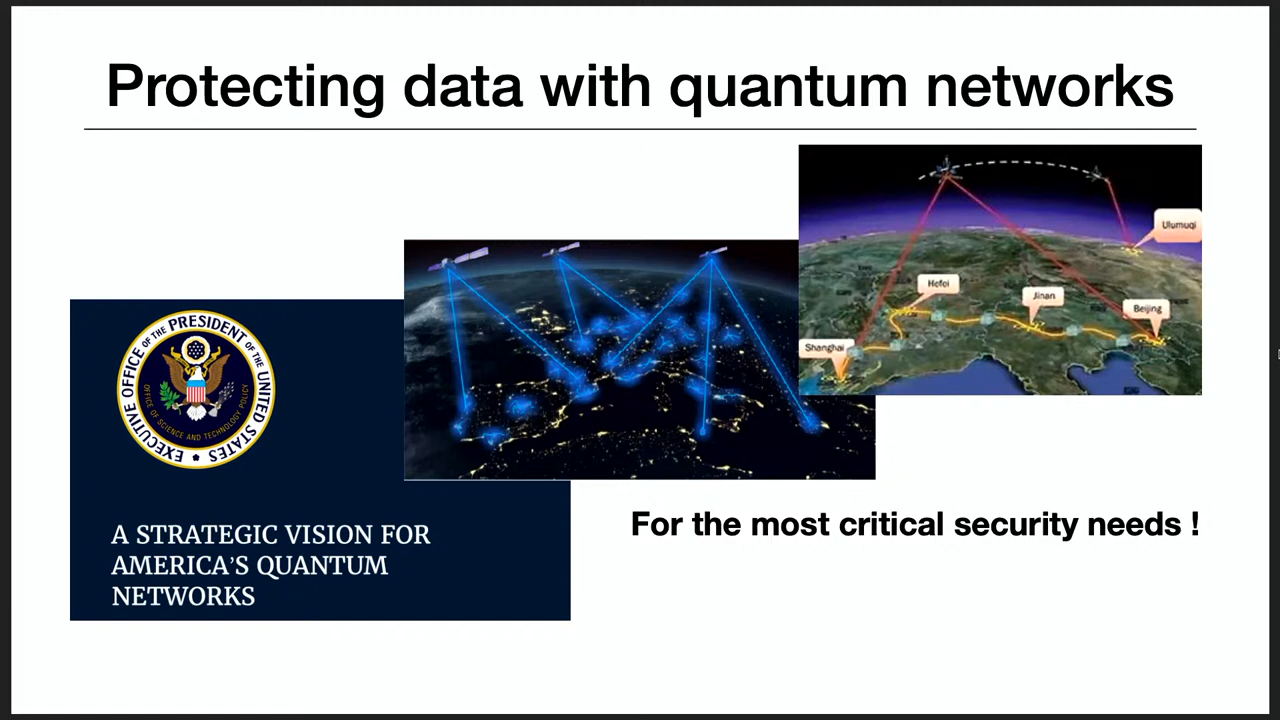 Protecting data with quantum networks
Ulumuqi
Hefei
Jinan
Beijing
Shanghai
EXECUTIVE OFFICE OF THE PRESIDENT OF THE UNITED STATES
OFFICE OF SCIENCE AND TECHNOLOGY POLICY
For the most critical security needs !
A STRATEGIC VISION FOR
AMERICA'S QUANTUM
NETWORKS